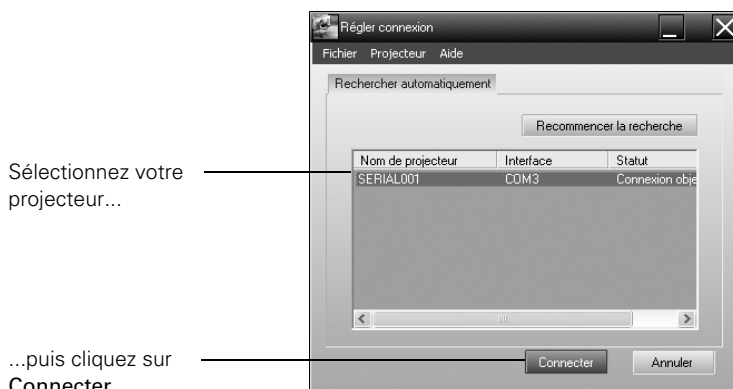 Régler connexion
Fichier Projecteur Aide
Rechercher automatiquement
Recommencer la recherche
Sélectionnez votre
projecteur...
Nom de projecteur Interface Statut
SERIAL001 COM3 Connexion obje
...puis cliquez sur
Connecter
Connecter Annuler